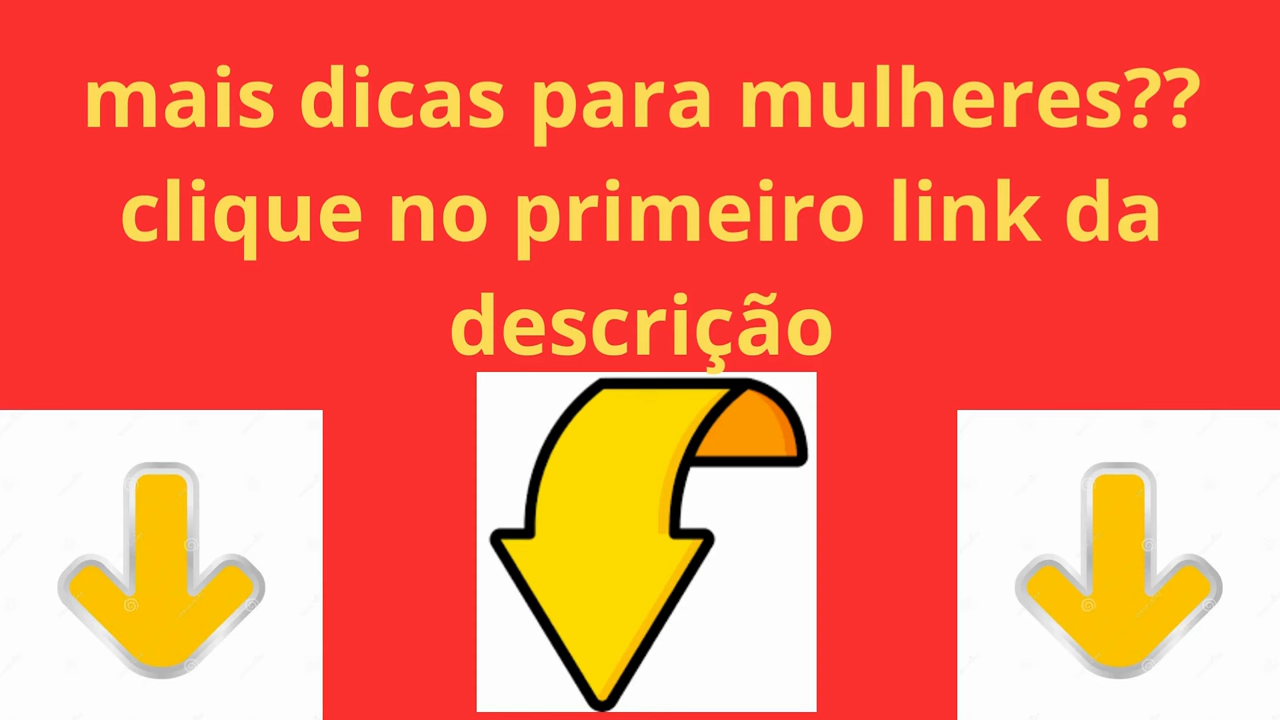 mais dicas para mulheres??
clique no primeiro link da
descrição